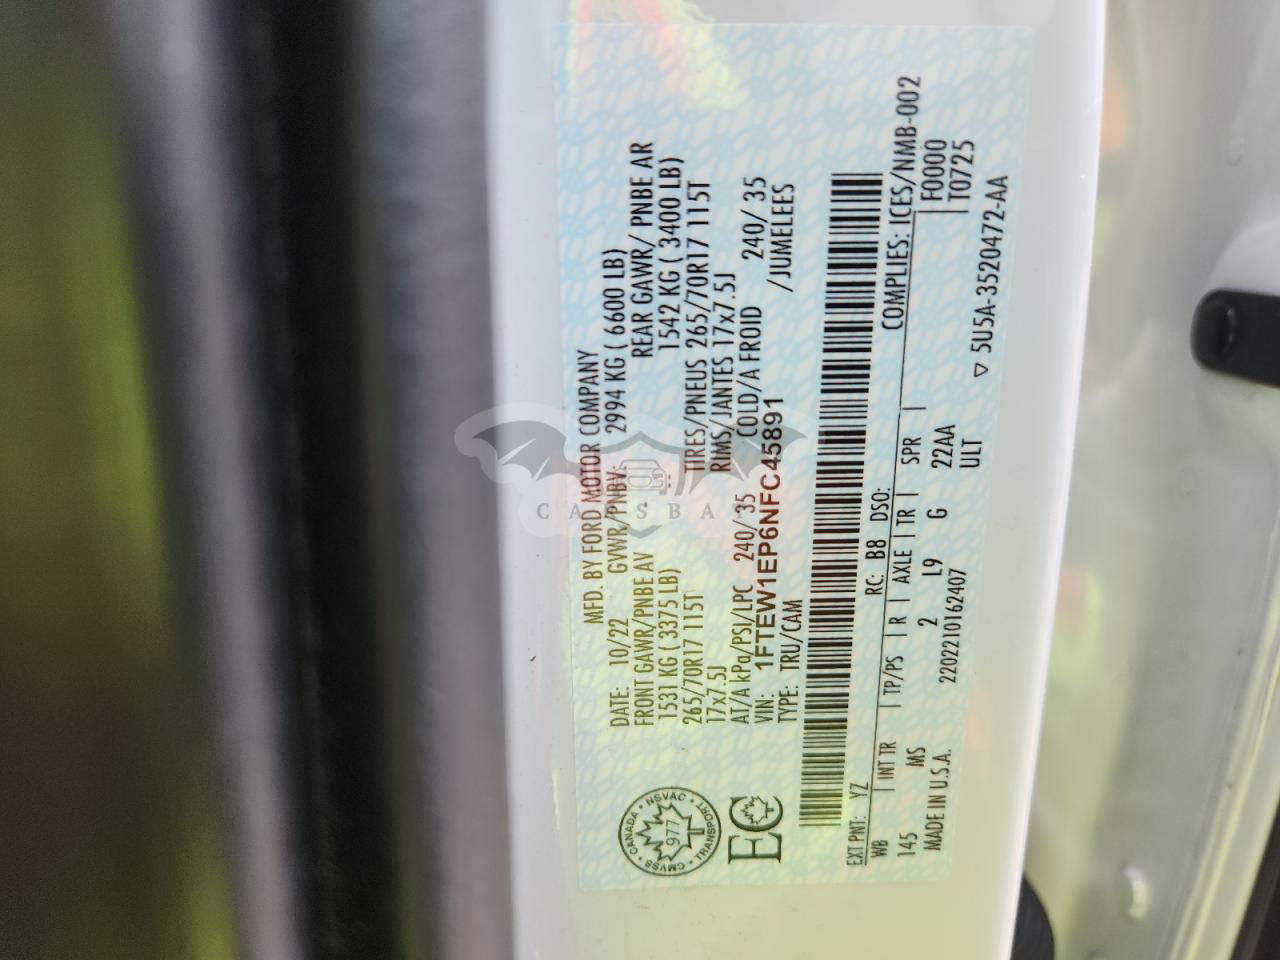 MFD. BY FORD MOTOR COMPANY
DATE: 10/22 GVWR/PNBV: 2994 KG ( 6600 LB)
FRONT GAWR/PNBE AV REAR GAWR/ PNBE AR
1531 KG ( 3375 LB) 1542 KG ( 3400 LB)
265/70R17 115T TIRES/PNEUS 265/70R17 115T
17x7.5J RIMS/JANTES 17x7.5J
AT/A kPa/PSI/LPC 240/ 35 COLD/A FROID 240/ 35
VIN: 1FTEW1EP6NFC45891 /JUMELEES
TYPE: TRU/CAM
CANADA • NSVAC • TRANSPORT • CMVSS
977
EC
EXT PNT: YZ RC: B8 DSO: COMPLIES: ICES/NMB-002
WB | INT TR | TP/PS | R | AXLE | TR | SPR | F0000
145 MS 2 L9 G 22AA | T0725
MADE IN U.S.A. 2202210162407 ULT
▽ 5U5A-3520472-AA
CARSBAT